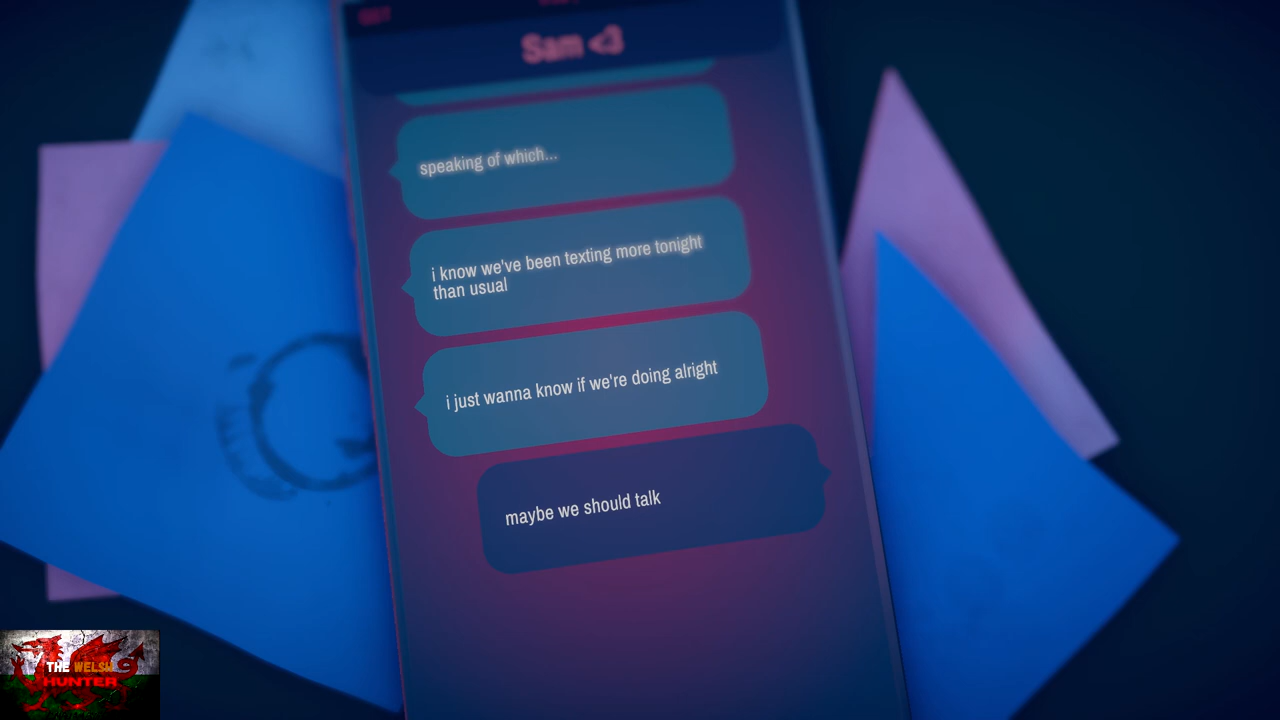 Sam <3
speaking of which...
i know we've been texting more tonight
than usual
i just wanna know if we're doing alright
maybe we should talk
THE WELSH
HUNTER